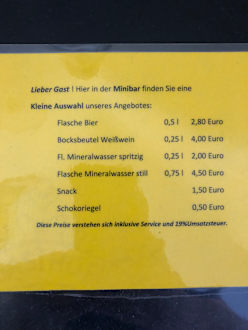 Lieber Gast ! Hier in der Minibar finden Sie eine
Kleine Auswahl unseres Angebotes:
Flasche Bier 0,5 l 2,80 Euro
Bocksbeutel Weißwein 0,25 l 4,00 Euro
Fl. Mineralwasser spritzig 0,25 l 2,00 Euro
Flasche Mineralwasser still 0,75 l 4,50 Euro
Snack 1,50 Euro
Schokoriegel 0,50 Euro
Diese Preise verstehen sich inklusive Service und 19%Umsatzsteuer.